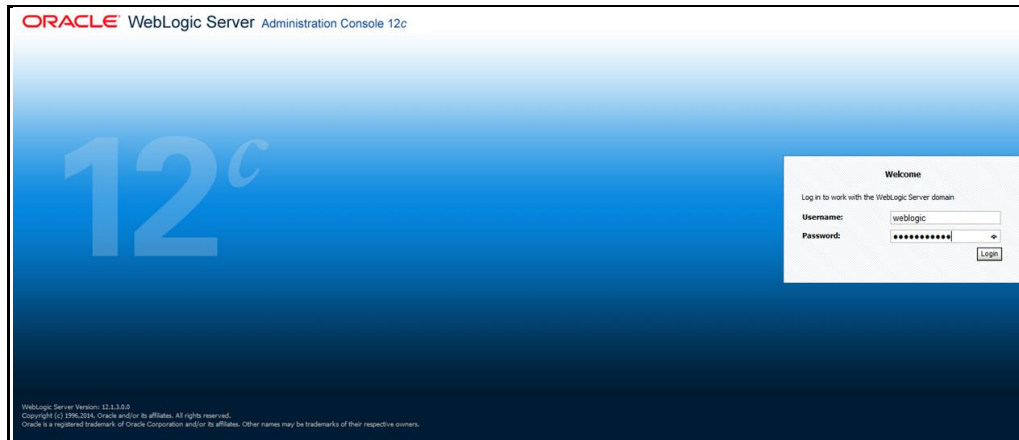 ORACLE WebLogic Server Administration Console 12c
12c
Welcome
Log in to work with the WebLogic Server domain
Username: weblogic
Password: •••••••••••
Login
WebLogic Server Version: 12.1.3.0.0
Copyright (c) 1996,2014, Oracle and/or its affiliates. All rights reserved.
Oracle is a registered trademark of Oracle Corporation and/or its affiliates. Other names may be trademarks of their respective owners.